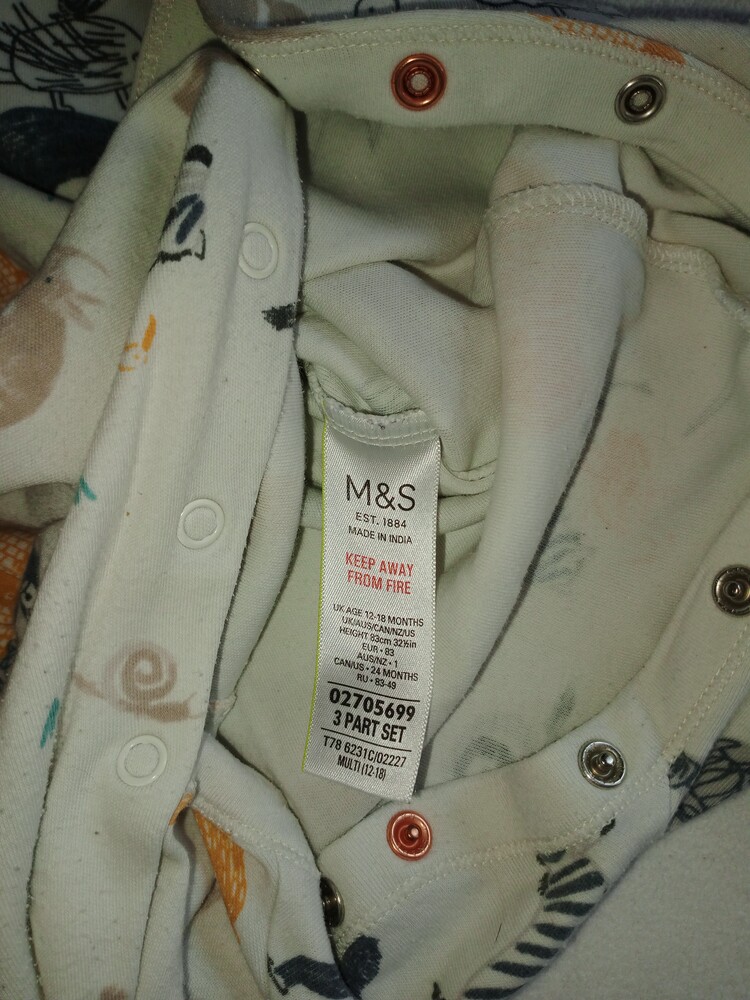 M&S
EST. 1884
MADE IN INDIA
KEEP AWAY
FROM FIRE
UK AGE 12-18 MONTHS
UK/AUS/CAN/NZ/US
HEIGHT 83cm 32½in
EUR • 83
AUS/NZ • 1
CAN/US • 24 MONTHS
RU • 83-49
02705699
3 PART SET
T78 6231C/02227
MULTI (12-18)